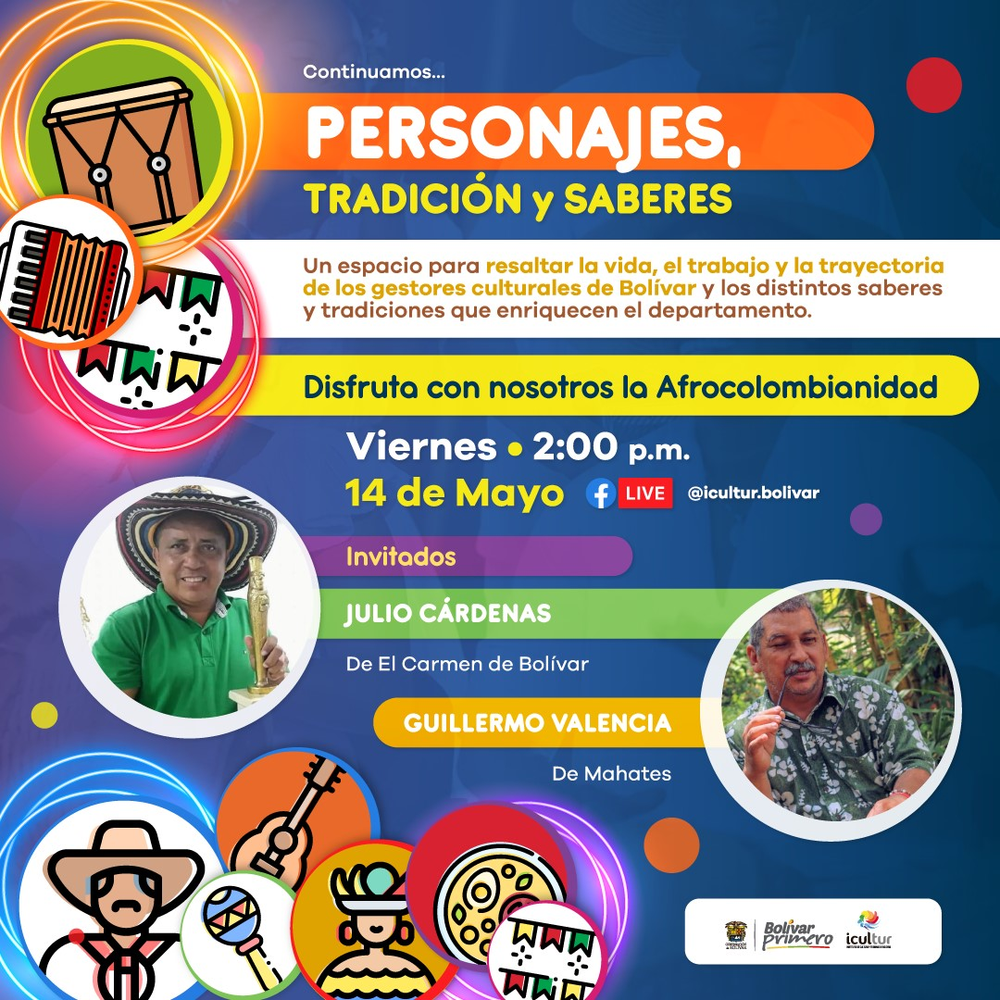 Continuamos...
PERSONAJES,
TRADICIÓN y SABERES
Un espacio para resaltar la vida, el trabajo y la trayectoria
de los gestores culturales de Bolívar y los distintos saberes
y tradiciones que enriquecen el departamento.
Disfruta con nosotros la Afrocolombianidad
Viernes • 2:00 p.m.
14 de Mayo
f LIVE @icultur.bolivar
Invitados
JULIO CÁRDENAS
De El Carmen de Bolívar
GUILLERMO VALENCIA
De Mahates
GOBERNACIÓN
de BOLÍVAR
Bolívar
primero
icultur